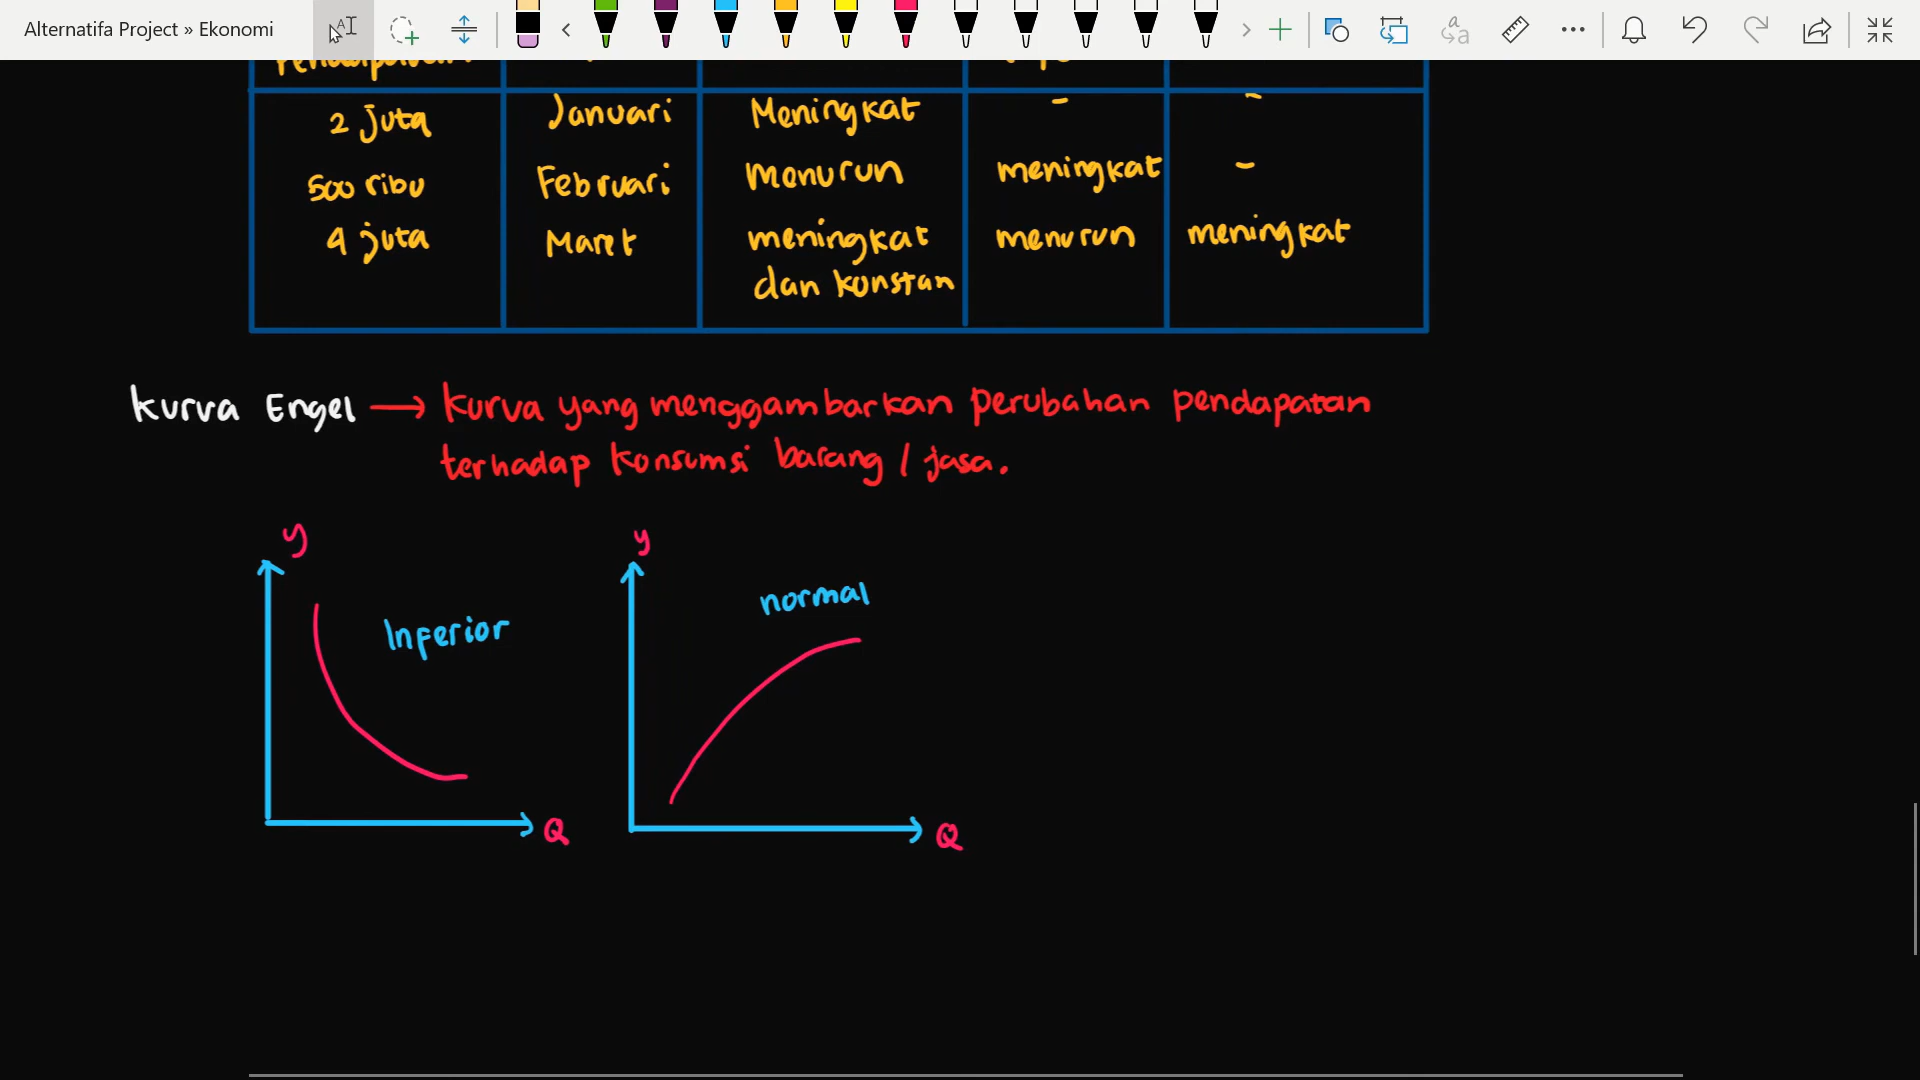 Alternatifa Project » Ekonomi
2 juta Januari Meningkat - -
500 ribu Februari menurun meningkat -
4 juta Maret meningkat menurun meningkat
dan konstan
kurva Engel → kurva yang menggambarkan perubahan pendapatan
terhadap konsumsi barang / jasa.
y
y
normal
Inferior
Q
Q